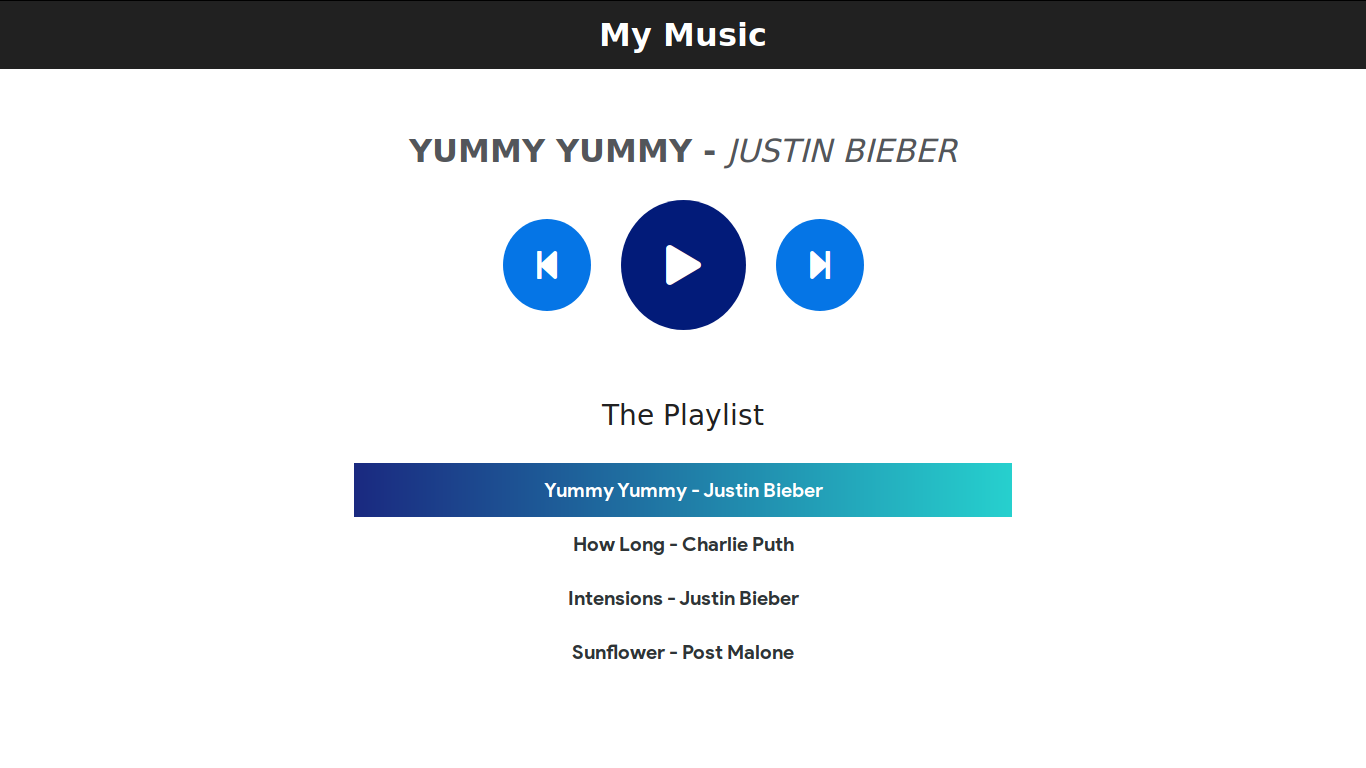 My Music
YUMMY YUMMY - JUSTIN BIEBER
The Playlist
Yummy Yummy - Justin Bieber
How Long - Charlie Puth
Intensions - Justin Bieber
Sunflower - Post Malone